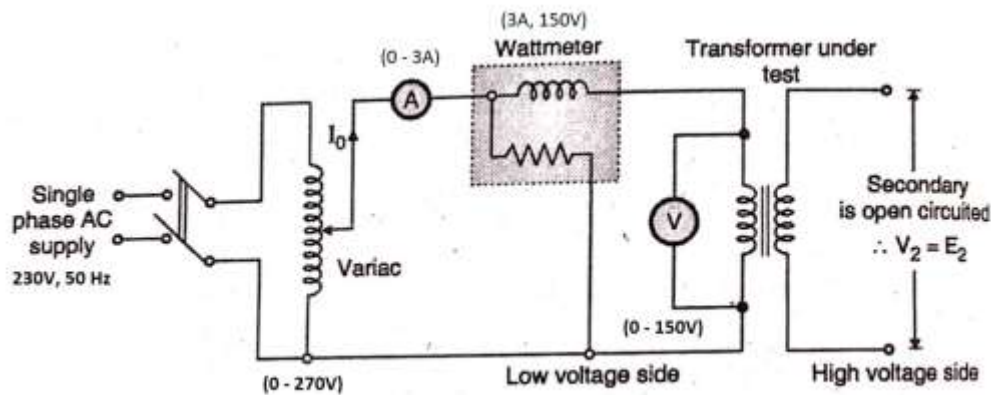 (3A, 150V)
Wattmeter
(0 - 3A)
Transformer under
test
A
I0
Single
phase AC
supply
230V, 50 Hz
Variac
V
Secondary
is open circuited
∴ V2 = E2
(0 - 150V)
(0 - 270V)
Low voltage side
High voltage side